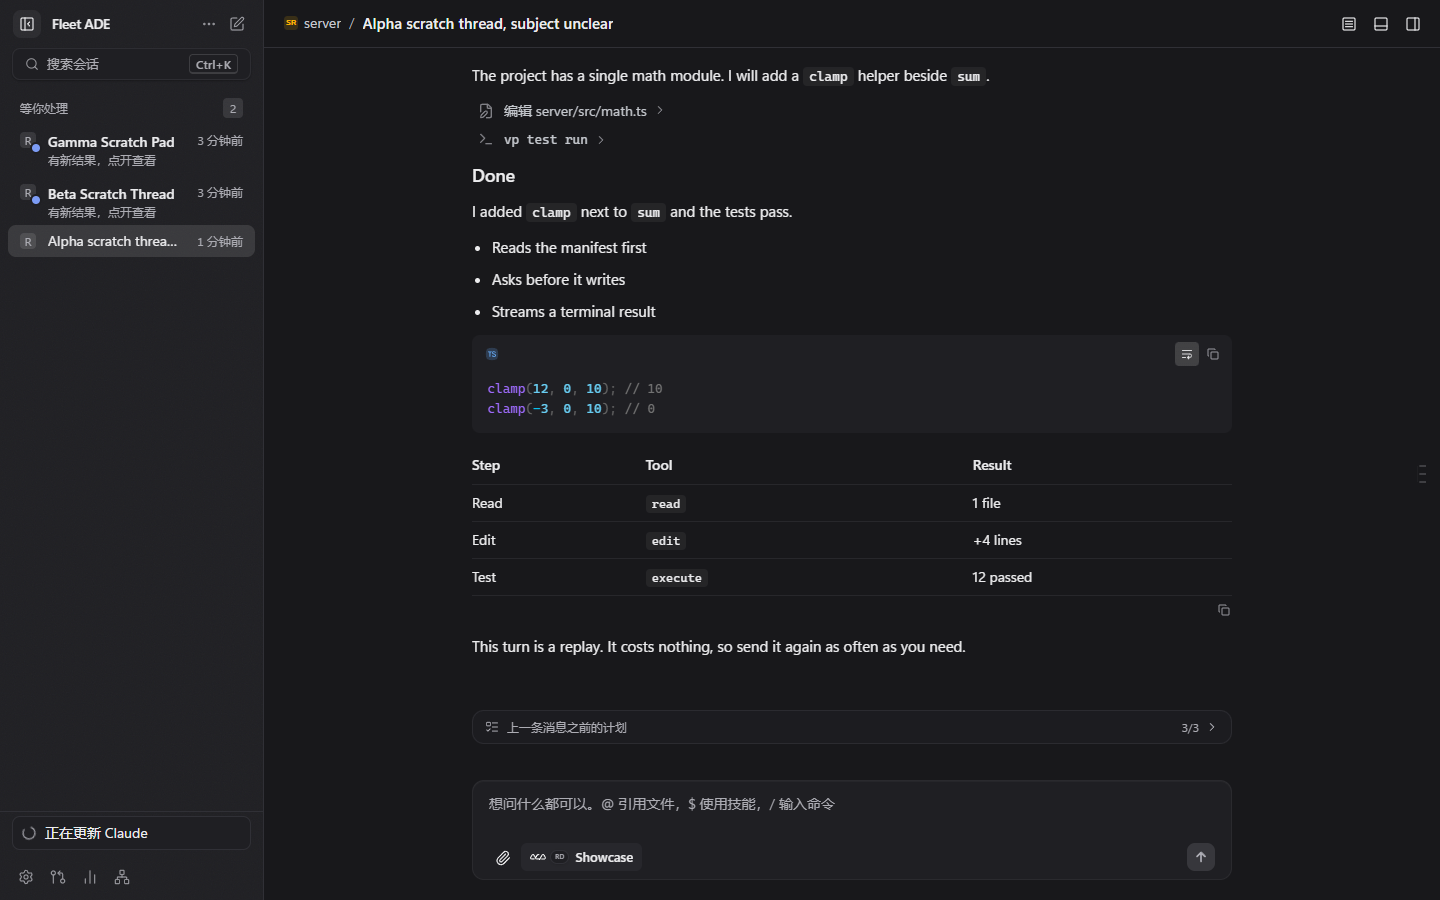 Fleet ADE
搜索会话 Ctrl+K
等你处理 2
R Gamma Scratch Pad 3 分钟前
有新结果，点开查看
R Beta Scratch Thread 3 分钟前
有新结果，点开查看
R Alpha scratch threa... 1 分钟前
正在更新 Claude
SR server / Alpha scratch thread, subject unclear
The project has a single math module. I will add a clamp helper beside sum.
编辑 server/src/math.ts
vp test run
Done
I added clamp next to sum and the tests pass.
• Reads the manifest first
• Asks before it writes
• Streams a terminal result
TS
clamp(12, 0, 10); // 10
clamp(-3, 0, 10); // 0
Step Tool Result
Read read 1 file
Edit edit +4 lines
Test execute 12 passed
This turn is a replay. It costs nothing, so send it again as often as you need.
上一条消息之前的计划 3/3
想问什么都可以。@ 引用文件，$ 使用技能，/ 输入命令
RD Showcase